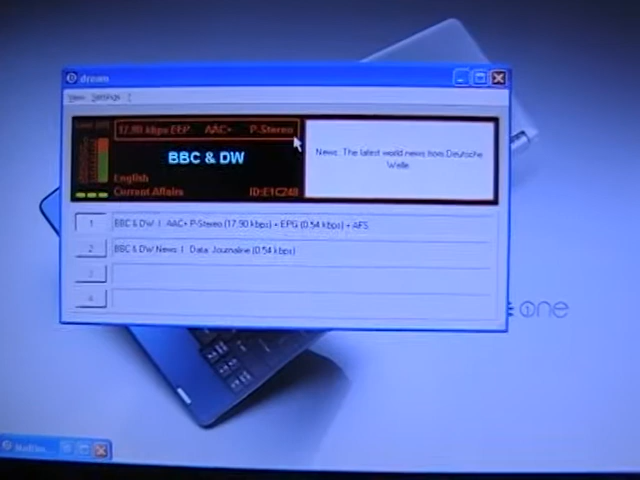 dream
View Settings ?
17.90 kbps EEP AAC+ P-Stereo
BBC & DW
English
Current Affairs ID:E1C248
News: The latest world news from Deutsche
Welle.
1 BBC & DW | AAC+ P-Stereo (17.90 kbps) + EPG (0.54 kbps) + AFS
2 BBC & DW News | Data: Journaline (0.54 kbps)
3
4
one